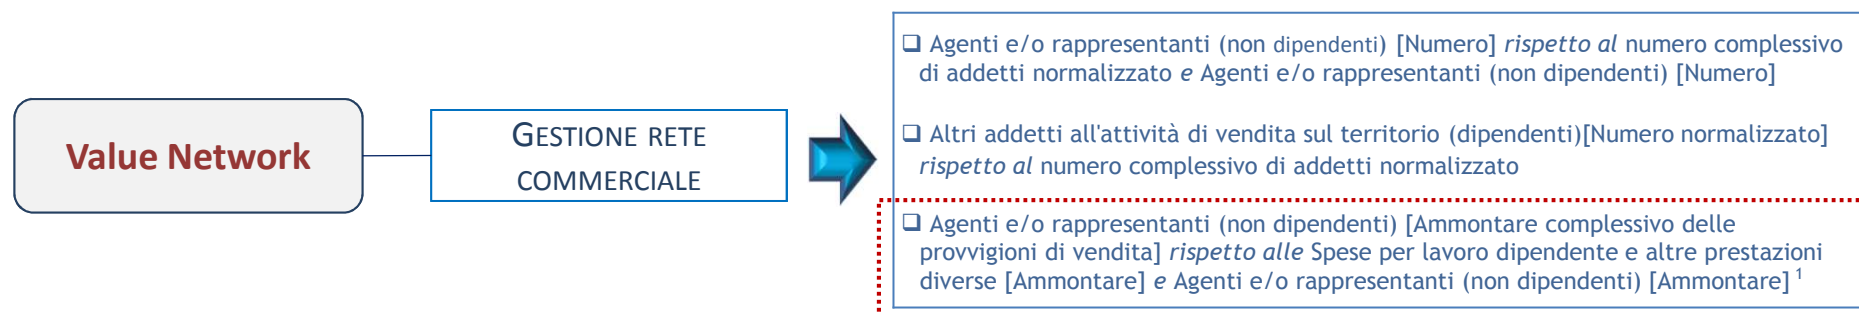 Value Network
GESTIONE RETE
COMMERCIALE
❑ Agenti e/o rappresentanti (non dipendenti) [Numero] rispetto al numero complessivo
di addetti normalizzato e Agenti e/o rappresentanti (non dipendenti) [Numero]
❑ Altri addetti all'attività di vendita sul territorio (dipendenti)[Numero normalizzato]
rispetto al numero complessivo di addetti normalizzato
❑ Agenti e/o rappresentanti (non dipendenti) [Ammontare complessivo delle
provvigioni di vendita] rispetto alle Spese per lavoro dipendente e altre prestazioni
diverse [Ammontare] e Agenti e/o rappresentanti (non dipendenti) [Ammontare] 1